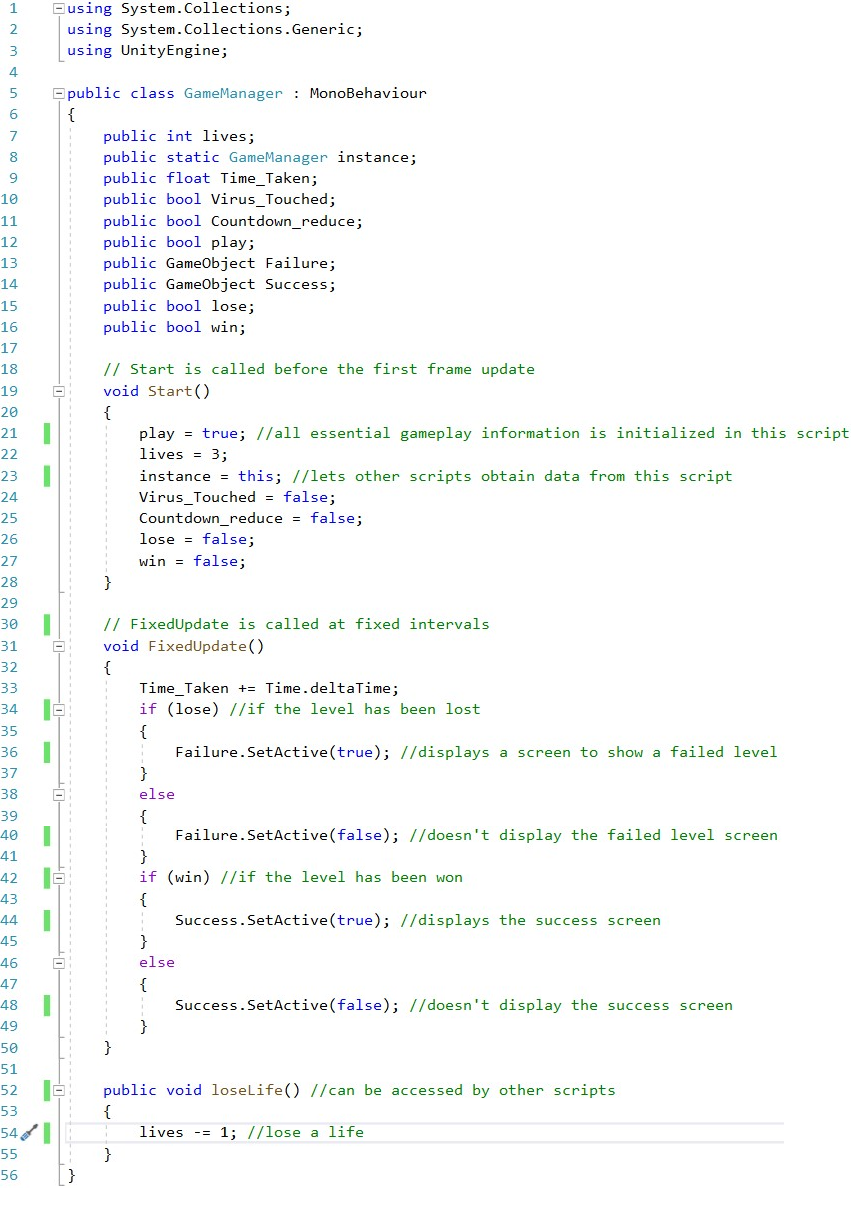 1 using System.Collections;
2 using System.Collections.Generic;
3 using UnityEngine;
4
5 public class GameManager : MonoBehaviour
6 {
7     public int lives;
8     public static GameManager instance;
9     public float Time_Taken;
10     public bool Virus_Touched;
11     public bool Countdown_reduce;
12     public bool play;
13     public GameObject Failure;
14     public GameObject Success;
15     public bool lose;
16     public bool win;
17
18     // Start is called before the first frame update
19     void Start()
20     {
21         play = true; //all essential gameplay information is initialized in this script
22         lives = 3;
23         instance = this; //lets other scripts obtain data from this script
24         Virus_Touched = false;
25         Countdown_reduce = false;
26         lose = false;
27         win = false;
28     }
29
30     // FixedUpdate is called at fixed intervals
31     void FixedUpdate()
32     {
33         Time_Taken += Time.deltaTime;
34         if (lose) //if the level has been lost
35         {
36             Failure.SetActive(true); //displays a screen to show a failed level
37         }
38         else
39         {
40             Failure.SetActive(false); //doesn't display the failed level screen
41         }
42         if (win) //if the level has been won
43         {
44             Success.SetActive(true); //displays the success screen
45         }
46         else
47         {
48             Success.SetActive(false); //doesn't display the success screen
49         }
50     }
51
52     public void loseLife() //can be accessed by other scripts
53     {
54         lives -= 1; //lose a life
55     }
56 }